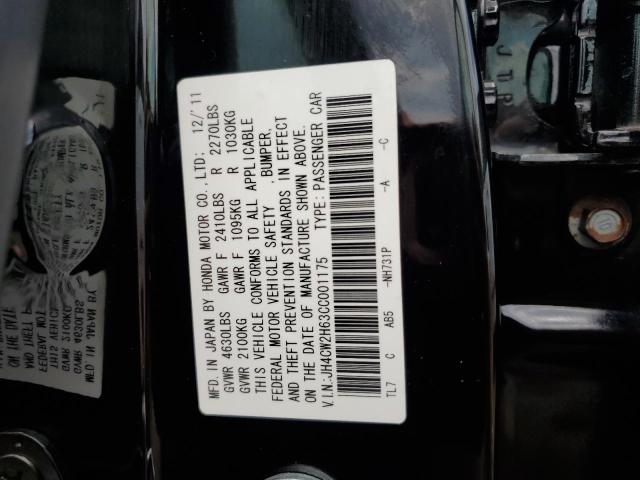 MFD. IN JAPAN BY HONDA MOTOR CO., LTD: 12/'11
GVWR 4630LBS GAWR F 2410LBS R 2270LBS
GVWR 2100KG GAWR F 1095KG R 1030KG
THIS VEHICLE CONFORMS TO ALL APPLICABLE
FEDERAL MOTOR VEHICLE SAFETY, BUMPER,
AND THEFT PREVENTION STANDARDS IN EFFECT
ON THE DATE OF MANUFACTURE SHOWN ABOVE.
V.I.N:JH4CW2H63CC001175 TYPE: PASSENGER CAR
TL7 C AB5 -NH731P -A -C